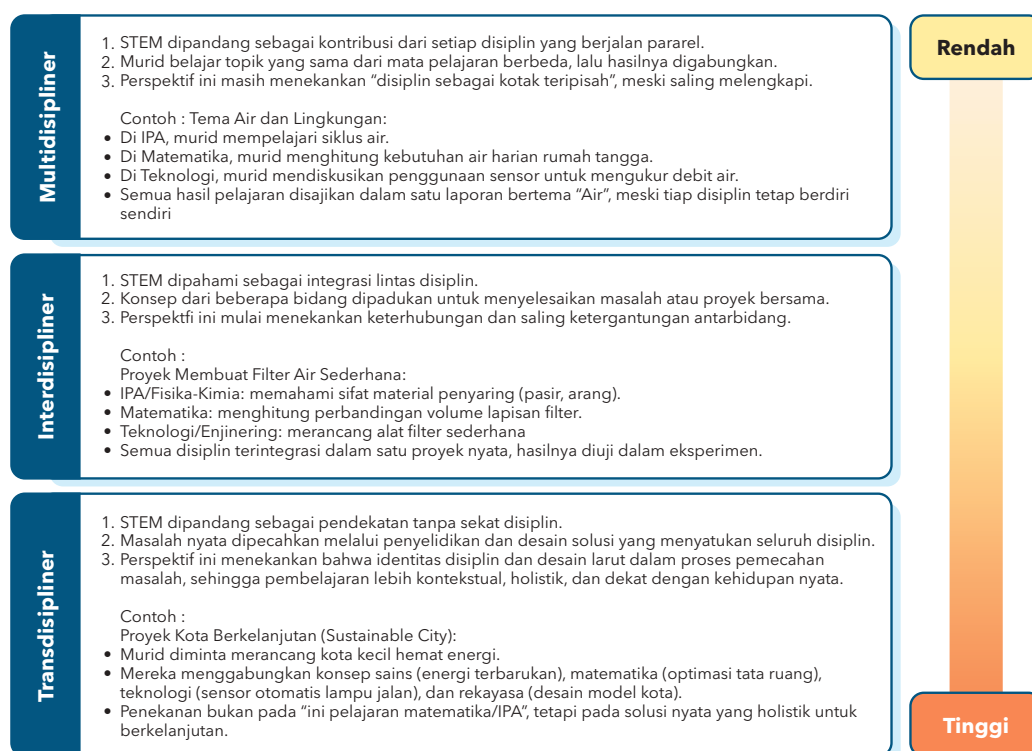 Multidisipliner
1. STEM dipandang sebagai kontribusi dari setiap disiplin yang berjalan pararel.
2. Murid belajar topik yang sama dari mata pelajaran berbeda, lalu hasilnya digabungkan.
3. Perspektif ini masih menekankan “disiplin sebagai kotak teripisah”, meski saling melengkapi.
Contoh : Tema Air dan Lingkungan:
• Di IPA, murid mempelajari siklus air.
• Di Matematika, murid menghitung kebutuhan air harian rumah tangga.
• Di Teknologi, murid mendiskusikan penggunaan sensor untuk mengukur debit air.
• Semua hasil pelajaran disajikan dalam satu laporan bertema “Air”, meski tiap disiplin tetap berdiri
sendiri
Interdisipliner
1. STEM dipahami sebagai integrasi lintas disiplin.
2. Konsep dari beberapa bidang dipadukan untuk menyelesaikan masalah atau proyek bersama.
3. Perspektfi ini mulai menekankan keterhubungan dan saling ketergantungan antarbidang.
Contoh :
Proyek Membuat Filter Air Sederhana:
• IPA/Fisika-Kimia: memahami sifat material penyaring (pasir, arang).
• Matematika: menghitung perbandingan volume lapisan filter.
• Teknologi/Enjinering: merancang alat filter sederhana
• Semua disiplin terintegrasi dalam satu proyek nyata, hasilnya diuji dalam eksperimen.
Transdisipliner
1. STEM dipandang sebagai pendekatan tanpa sekat disiplin.
2. Masalah nyata dipecahkan melalui penyelidikan dan desain solusi yang menyatukan seluruh disiplin.
3. Perspektif ini menekankan bahwa identitas disiplin dan desain larut dalam proses pemecahan
masalah, sehingga pembelajaran lebih kontekstual, holistik, dan dekat dengan kehidupan nyata.
Contoh :
Proyek Kota Berkelanjutan (Sustainable City):
• Murid diminta merancang kota kecil hemat energi.
• Mereka menggabungkan konsep sains (energi terbarukan), matematika (optimasi tata ruang),
teknologi (sensor otomatis lampu jalan), dan rekayasa (desain model kota).
• Penekanan bukan pada “ini pelajaran matematika/IPA”, tetapi pada solusi nyata yang holistik untuk
berkelanjutan.
Rendah
Tinggi